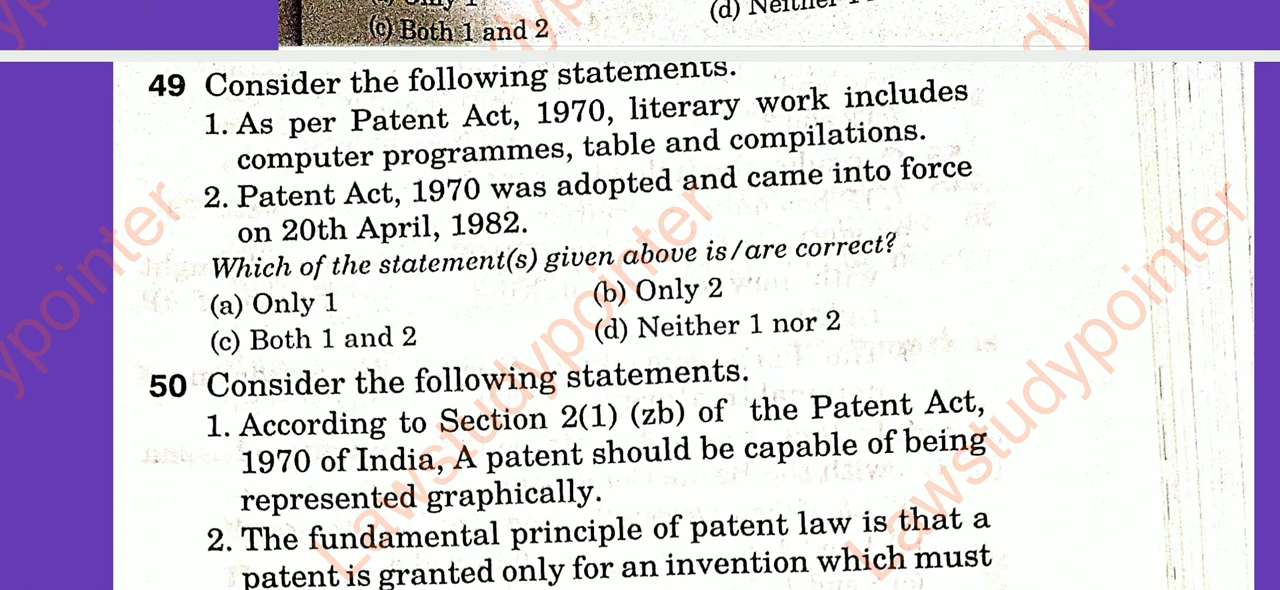 (c) Both 1 and 2
(d) Neither
49 Consider the following statements.
1. As per Patent Act, 1970, literary work includes
computer programmes, table and compilations.
2. Patent Act, 1970 was adopted and came into force
on 20th April, 1982.
Which of the statement(s) given above is/are correct?
(a) Only 1
(b) Only 2
(c) Both 1 and 2
(d) Neither 1 nor 2
50 Consider the following statements.
1. According to Section 2(1) (zb) of the Patent Act,
1970 of India, A patent should be capable of being
represented graphically.
2. The fundamental principle of patent law is that a
patent is granted only for an invention which must
Lawstudypointer
Lawstudypointer
ypointer